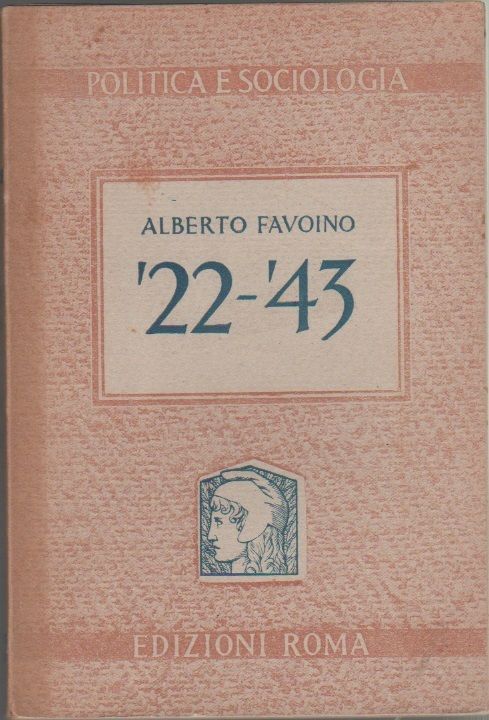 POLITICA E SOCIOLOGIA
ALBERTO FAVOINO
'22-'43
EDIZIONI ROMA